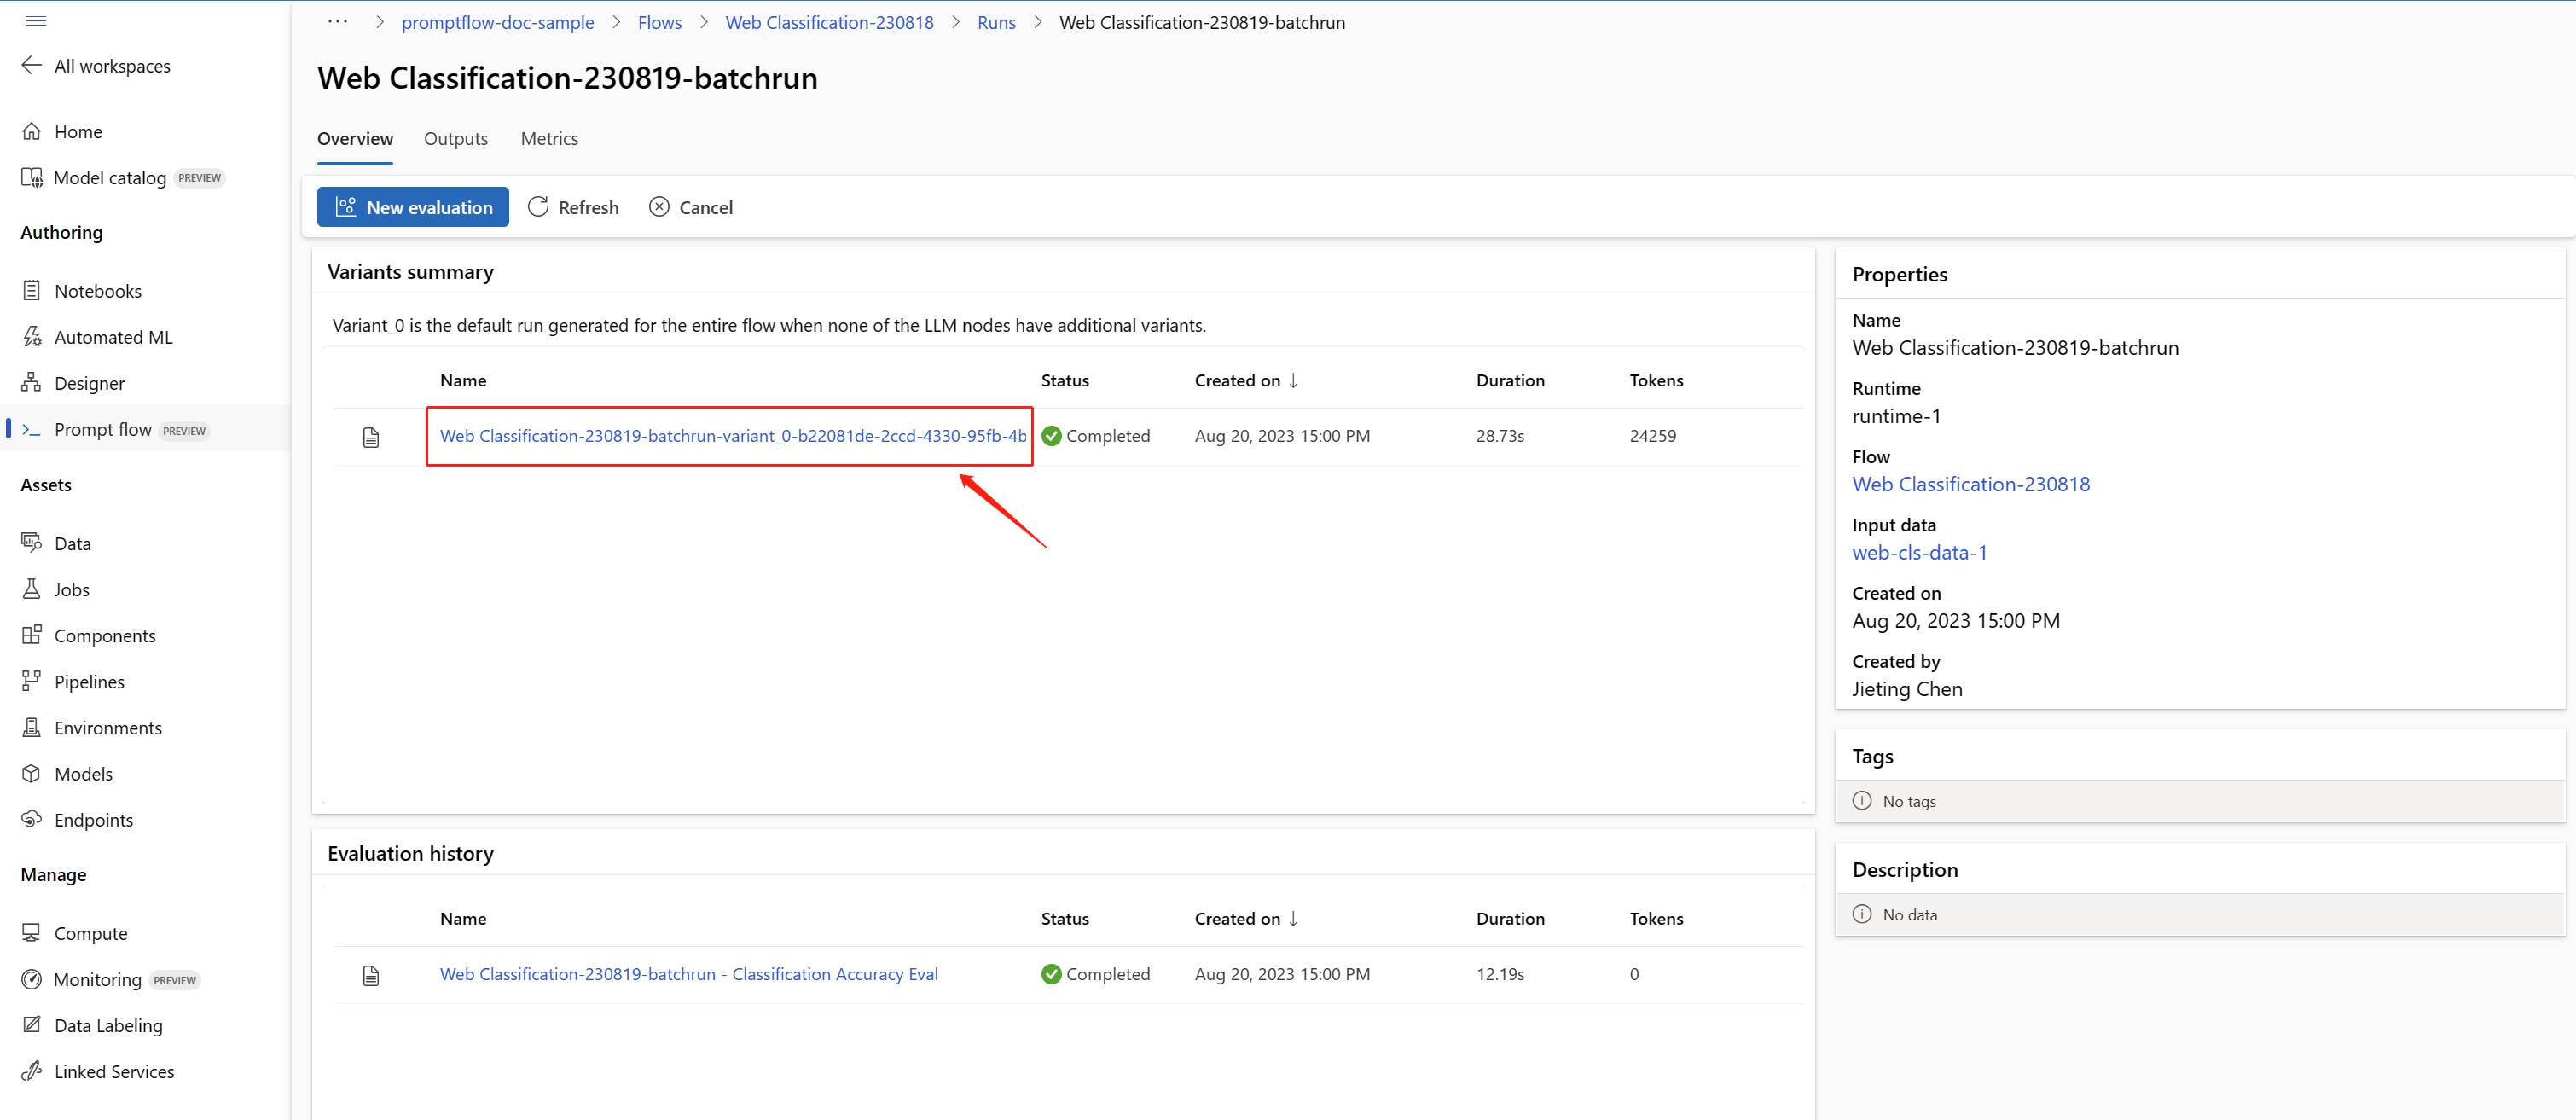 ··· > promptflow-doc-sample > Flows > Web Classification-230818 > Runs > Web Classification-230819-batchrun
All workspaces
Web Classification-230819-batchrun
Home
Model catalog PREVIEW
Overview Outputs Metrics
New evaluation Refresh Cancel
Authoring
Notebooks
Automated ML
Designer
Prompt flow PREVIEW
Assets
Data
Jobs
Components
Pipelines
Environments
Models
Endpoints
Manage
Compute
Monitoring PREVIEW
Data Labeling
Linked Services
Variants summary
Variant_0 is the default run generated for the entire flow when none of the LLM nodes have additional variants.
Name Status Created on ↓ Duration Tokens
Web Classification-230819-batchrun-variant_0-b22081de-2ccd-4330-95fb-4b Completed Aug 20, 2023 15:00 PM 28.73s 24259
Evaluation history
Name Status Created on ↓ Duration Tokens
Web Classification-230819-batchrun - Classification Accuracy Eval Completed Aug 20, 2023 15:00 PM 12.19s 0
Properties
Name
Web Classification-230819-batchrun
Runtime
runtime-1
Flow
Web Classification-230818
Input data
web-cls-data-1
Created on
Aug 20, 2023 15:00 PM
Created by
Jieting Chen
Tags
No tags
Description
No data